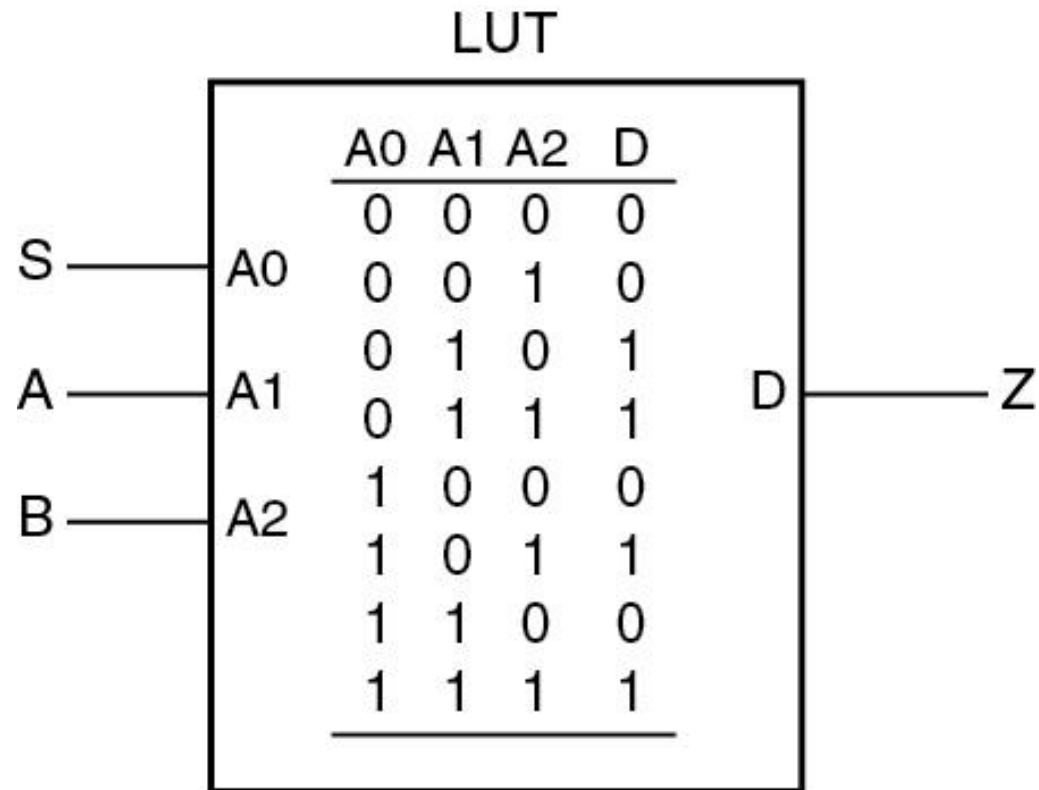 LUT
A0 A1 A2 D
0 0 0 0
S A0 0 0 1 0
0 1 0 1
A A1 D Z
0 1 1 1
1 0 0 0
B A2
1 0 1 1
1 1 0 0
1 1 1 1